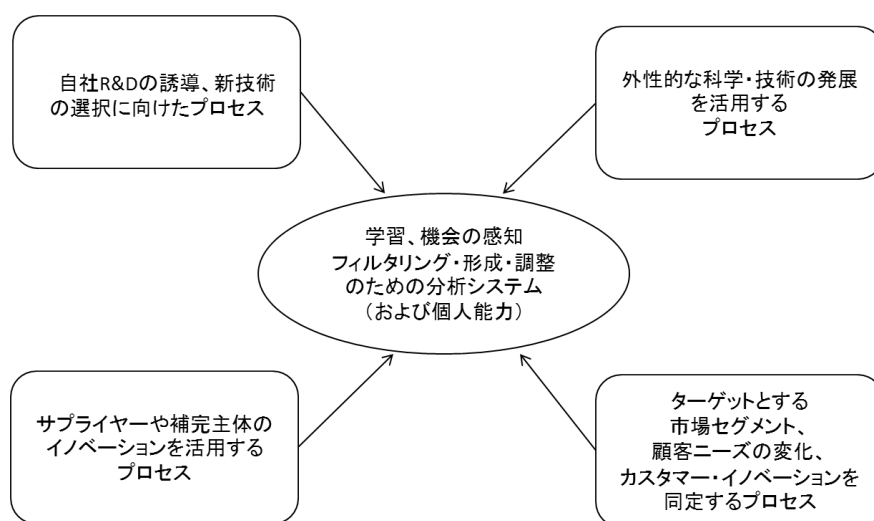 自社R&Dの誘導、新技術
の選択に向けたプロセス
外性的な科学・技術の発展
を活用する
プロセス
学習、機会の感知
フィルタリング・形成・調整
のための分析システム
（および個人能力）
サプライヤーや補完主体の
イノベーションを活用する
プロセス
ターゲットとする
市場セグメント、
顧客ニーズの変化、
カスタマー・イノベーションを
同定するプロセス